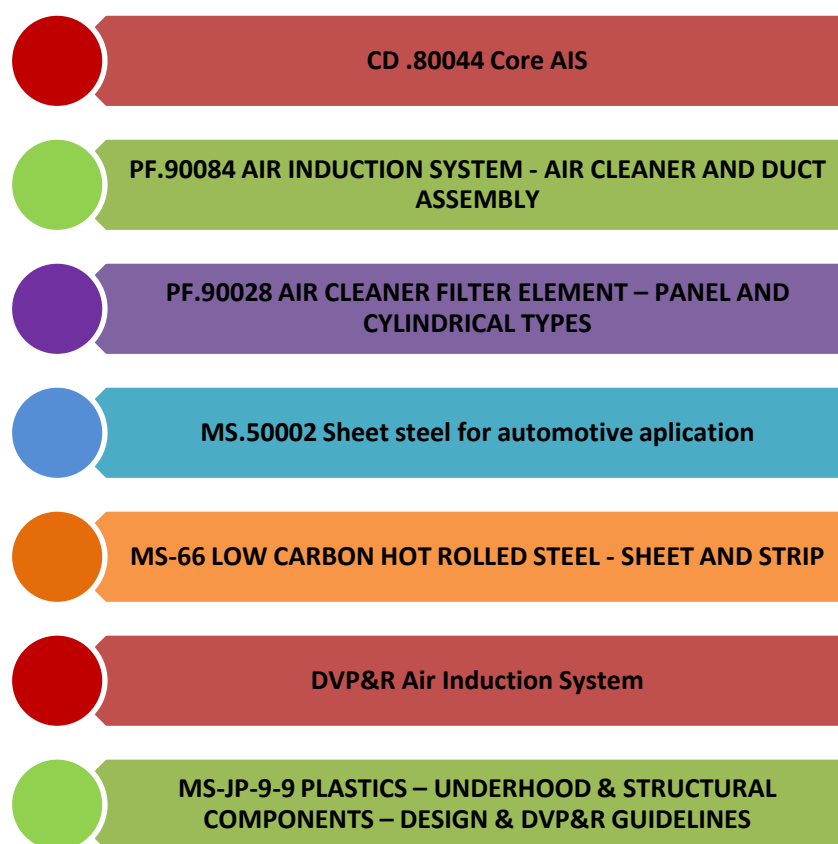 CD .80044 Core AIS
PF.90084 AIR INDUCTION SYSTEM - AIR CLEANER AND DUCT
ASSEMBLY
PF.90028 AIR CLEANER FILTER ELEMENT – PANEL AND
CYLINDRICAL TYPES
MS.50002 Sheet steel for automotive aplication
MS-66 LOW CARBON HOT ROLLED STEEL - SHEET AND STRIP
DVP&R Air Induction System
MS-JP-9-9 PLASTICS – UNDERHOOD & STRUCTURAL
COMPONENTS – DESIGN & DVP&R GUIDELINES